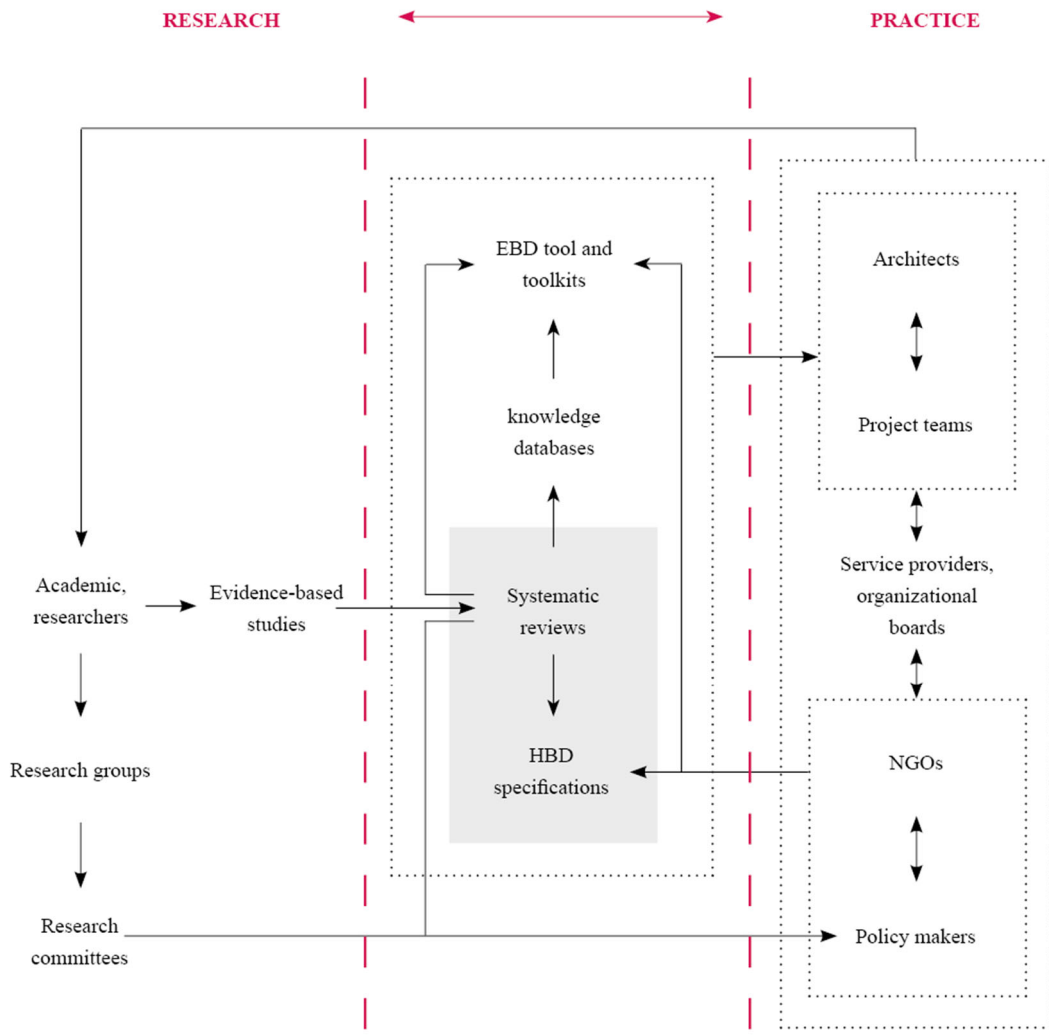 RESEARCH
PRACTICE
EBD tool and
toolkits
Architects
knowledge
databases
Project teams
Academic,
researchers
Evidence-based
studies
Systematic
reviews
Service providers,
organizational
boards
Research groups
HBD
specifications
NGOs
Research
committees
Policy makers